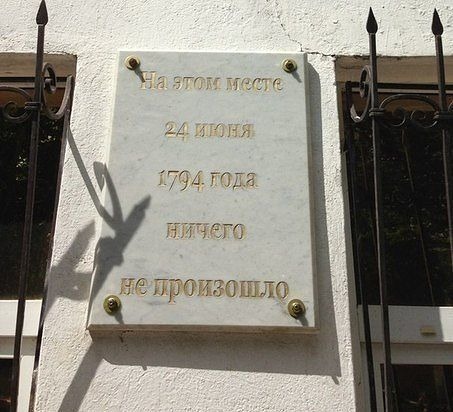 На этом месте
24 июня
1794 года
ничего
не произошло